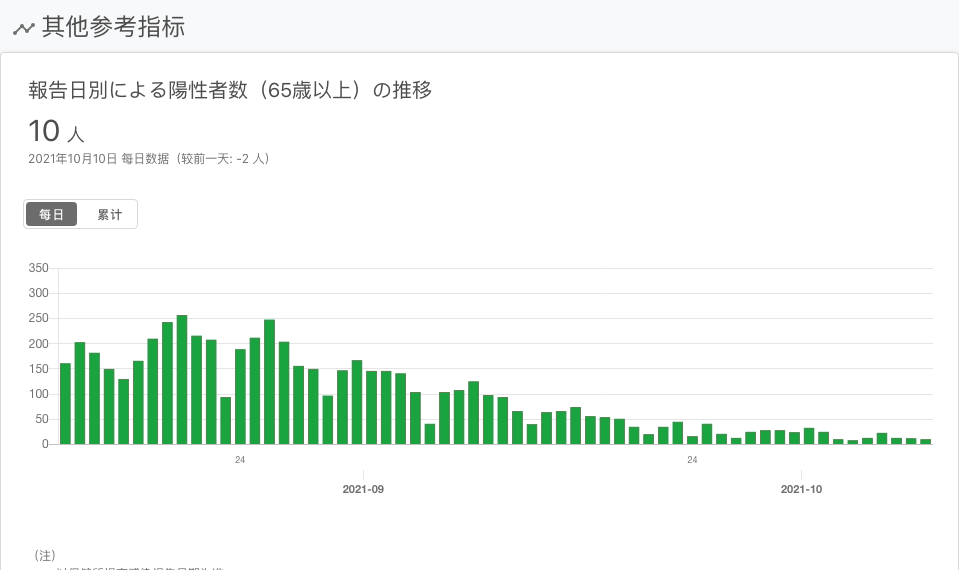 其他参考指标
報告日別による陽性者数（65歳以上）の推移
10 人
2021年10月10日 每日数据（较前一天: -2 人）
每日 累计
350
300
250
200
150
100
50
0
24 24
2021-09 2021-10
（注）